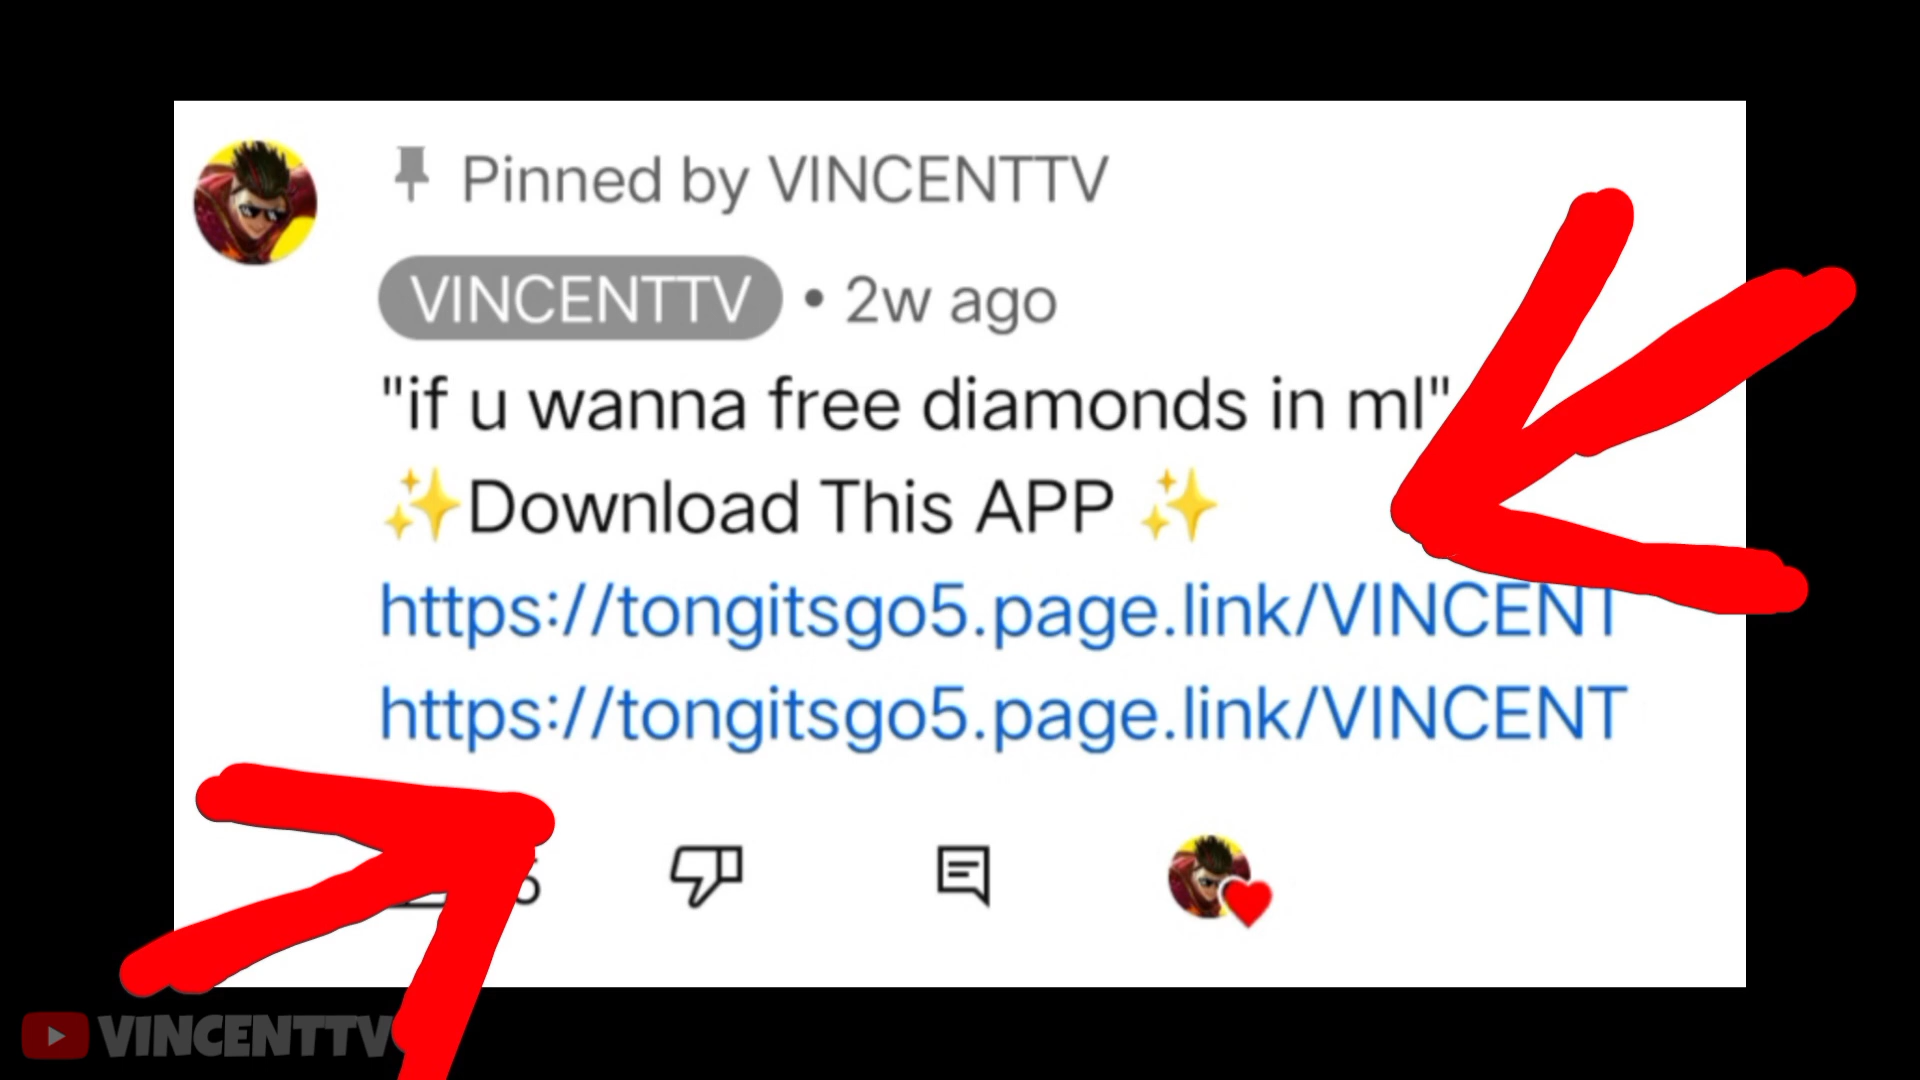 Pinned by VINCENTTV
VINCENTTV • 2w ago
"if u wanna free diamonds in ml"
✨Download This APP ✨
https://tongitsgo5.page.link/VINCENT
https://tongitsgo5.page.link/VINCENT
VINCENTTV